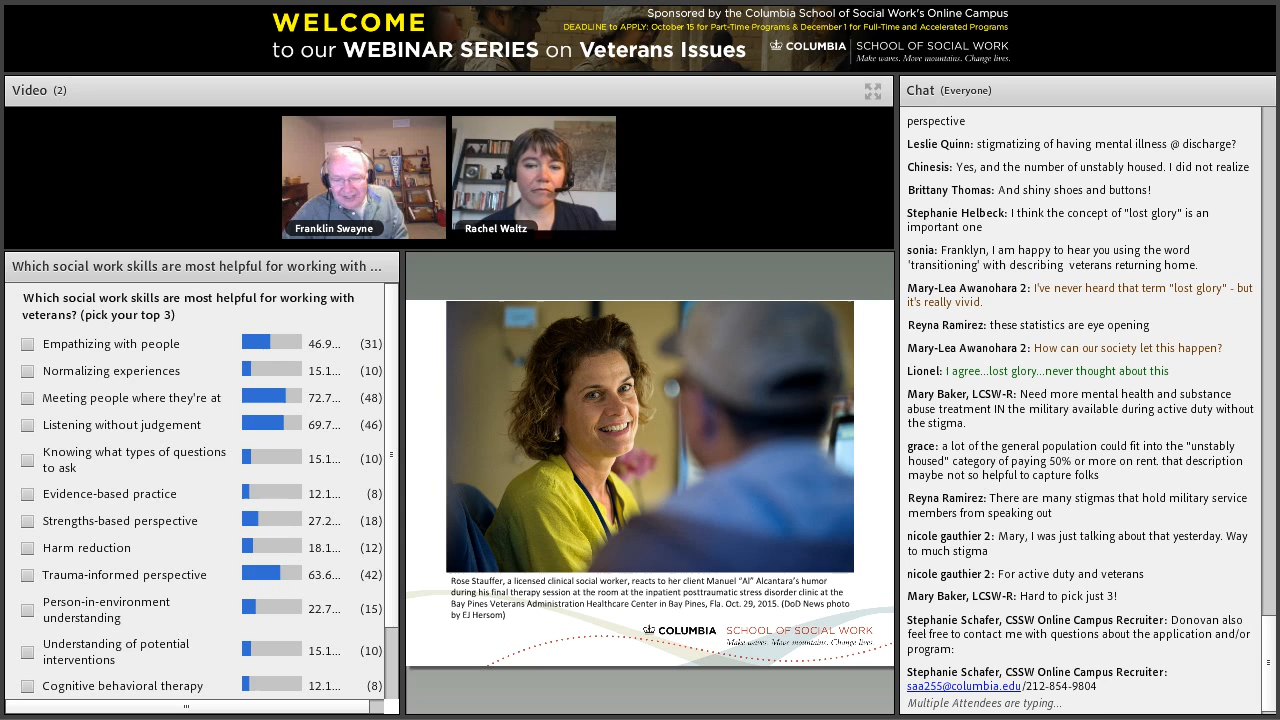 WELCOME
to our WEBINAR SERIES on Veterans Issues
Sponsored by the Columbia School of Social Work's Online Campus
DEADLINE to APPLY: October 15 for Part-Time Programs & December 1 for Full-Time and Accelerated Programs
COLUMBIA | SCHOOL OF SOCIAL WORK
Make waves. Move mountains. Change lives.
Video (2)
Franklin Swayne
Rachel Waltz
Which social work skills are most helpful for working with ...
Which social work skills are most helpful for working with
veterans? (pick your top 3)
Empathizing with people 46.9... (31)
Normalizing experiences 15.1... (10)
Meeting people where they're at 72.7... (48)
Listening without judgement 69.7... (46)
Knowing what types of questions
to ask 15.1... (10)
Evidence-based practice 12.1... (8)
Strengths-based perspective 27.2... (18)
Harm reduction 18.1... (12)
Trauma-informed perspective 63.6... (42)
Person-in-environment
understanding 22.7... (15)
Understanding of potential
interventions 15.1... (10)
Cognitive behavioral therapy 12.1... (8)
Rose Stauffer, a licensed clinical social worker, reacts to her client Manuel "Al" Alcantara's humor
during his final therapy session at the room at the inpatient posttraumatic stress disorder clinic at the
Bay Pines Veterans Administration Healthcare Center in Bay Pines, Fla. Oct. 29, 2015. (DoD News photo
by EJ Hersom)
COLUMBIA | SCHOOL OF SOCIAL WORK
Make waves. Move mountains. Change lives.
Chat (Everyone)
perspective
Leslie Quinn: stigmatizing of having mental illness @ discharge?
Chinesis: Yes, and the number of unstably housed. I did not realize
Brittany Thomas: And shiny shoes and buttons!
Stephanie Helbeck: I think the concept of "lost glory" is an
important one
sonia: Franklyn, I am happy to hear you using the word
'transitioning' with describing veterans returning home.
Mary-Lea Awanohara 2: I've never heard that term "lost glory" - but
it's really vivid.
Reyna Ramirez: these statistics are eye opening
Mary-Lea Awanohara 2: How can our society let this happen?
Lionel: I agree...lost glory...never thought about this
Mary Baker, LCSW-R: Need more mental health and substance
abuse treatment IN the military available during active duty without
the stigma.
grace: a lot of the general population could fit into the "unstably
housed" category of paying 50% or more on rent. that description
maybe not so helpful to capture folks
Reyna Ramirez: There are many stigmas that hold military service
members from speaking out
nicole gauthier 2: Mary, I was just talking about that yesterday. Way
to much stigma
nicole gauthier 2: For active duty and veterans
Mary Baker, LCSW-R: Hard to pick just 3!
Stephanie Schafer, CSSW Online Campus Recruiter: Donovan also
feel free to contact me with questions about the application and/or
program:
Stephanie Schafer, CSSW Online Campus Recruiter:
saa255@columbia.edu/212-854-9804
Multiple Attendees are typing...